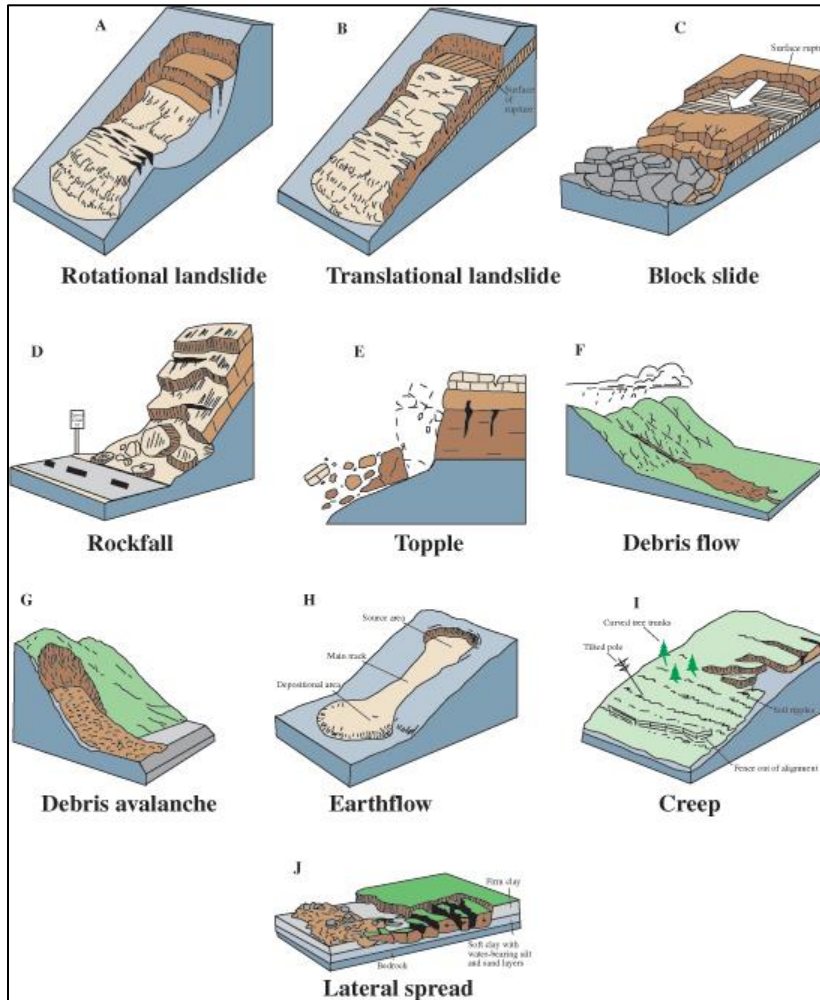 A
B
C
Surface
of
rupture
Surface ruptu
Rotational landslide
Translational landslide
Block slide
D
E
F
Rockfall
Topple
Debris flow
G
H
I
Source area
Main track
Depositional area
Curved tree trunks
Tilted pole
Soil ripples
Fence out of alignment
Debris avalanche
Earthflow
Creep
J
Firm clay
Soft clay with
water-bearing silt
and sand layers
Bedrock
Lateral spread